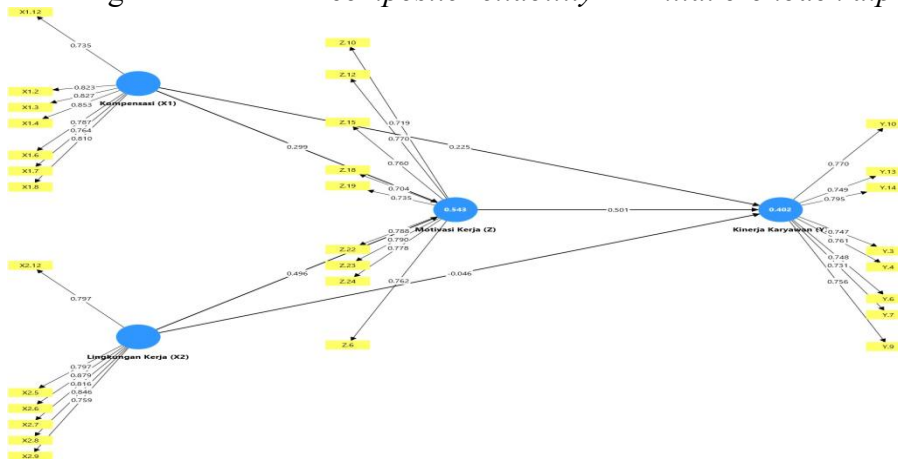 composite reliability
X1.12
0.735
X1.2
X1.3
X1.4
X1.6
X1.7
X1.8
0.823
0.827
0.853
0.787
0.764
0.810
Kompensasi (X1)
0.299
0.225
X2.12
0.797
Lingkungan Kerja (X2)
X2.5
X2.6
X2.7
X2.8
X2.9
0.797
0.879
0.816
0.846
0.759
0.496
-0.046
Z.10
Z.12
Z.15
Z.18
Z.19
Z.22
Z.23
Z.24
Z.6
0.719
0.770
0.760
0.704
0.735
0.788
0.790
0.778
0.762
0.543
Motivasi Kerja (Z)
0.501
0.402
Kinerja Karyawan (Y
Y.10
Y.13
Y.14
Y.3
Y.4
Y.6
Y.7
Y.9
0.770
0.749
0.795
0.747
0.761
0.748
0.731
0.756